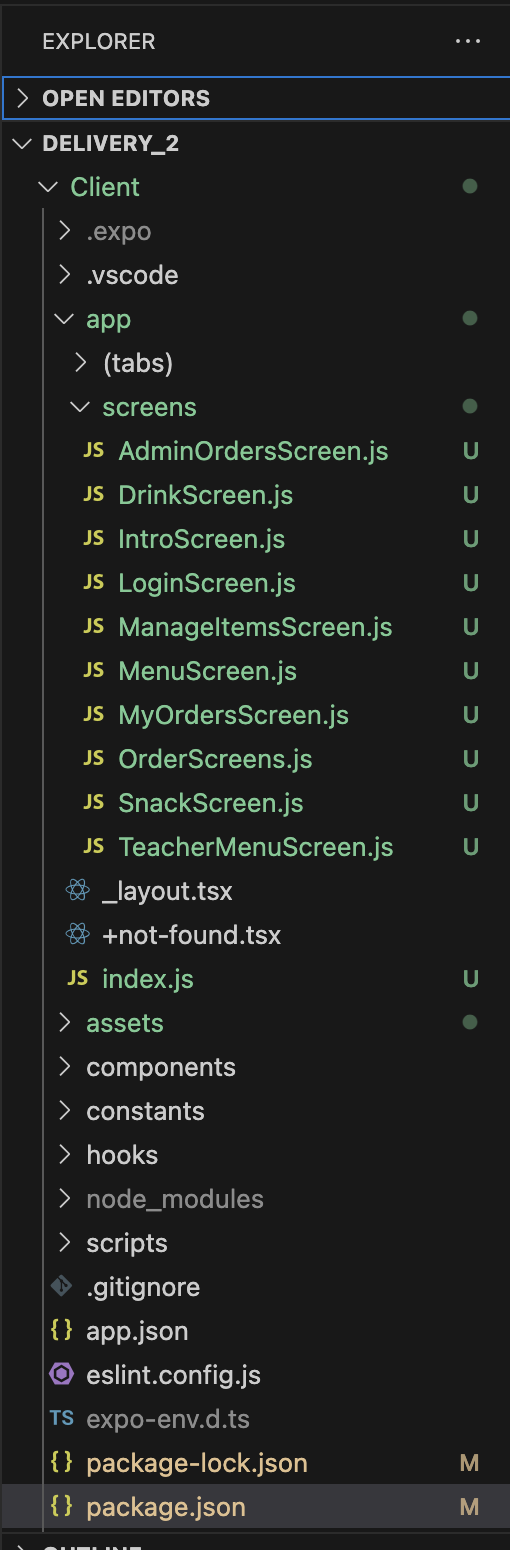 EXPLORER ...
OPEN EDITORS
DELIVERY_2
Client
.expo
.vscode
app
(tabs)
screens
JS AdminOrdersScreen.js U
JS DrinkScreen.js U
JS IntroScreen.js U
JS LoginScreen.js U
JS ManageItemsScreen.js U
JS MenuScreen.js U
JS MyOrdersScreen.js U
JS OrderScreens.js U
JS SnackScreen.js U
JS TeacherMenuScreen.js U
_layout.tsx
+not-found.tsx
JS index.js U
assets
components
constants
hooks
node_modules
scripts
.gitignore
{} app.json
eslint.config.js
TS expo-env.d.ts
{} package-lock.json M
{} package.json M
OUTLINE